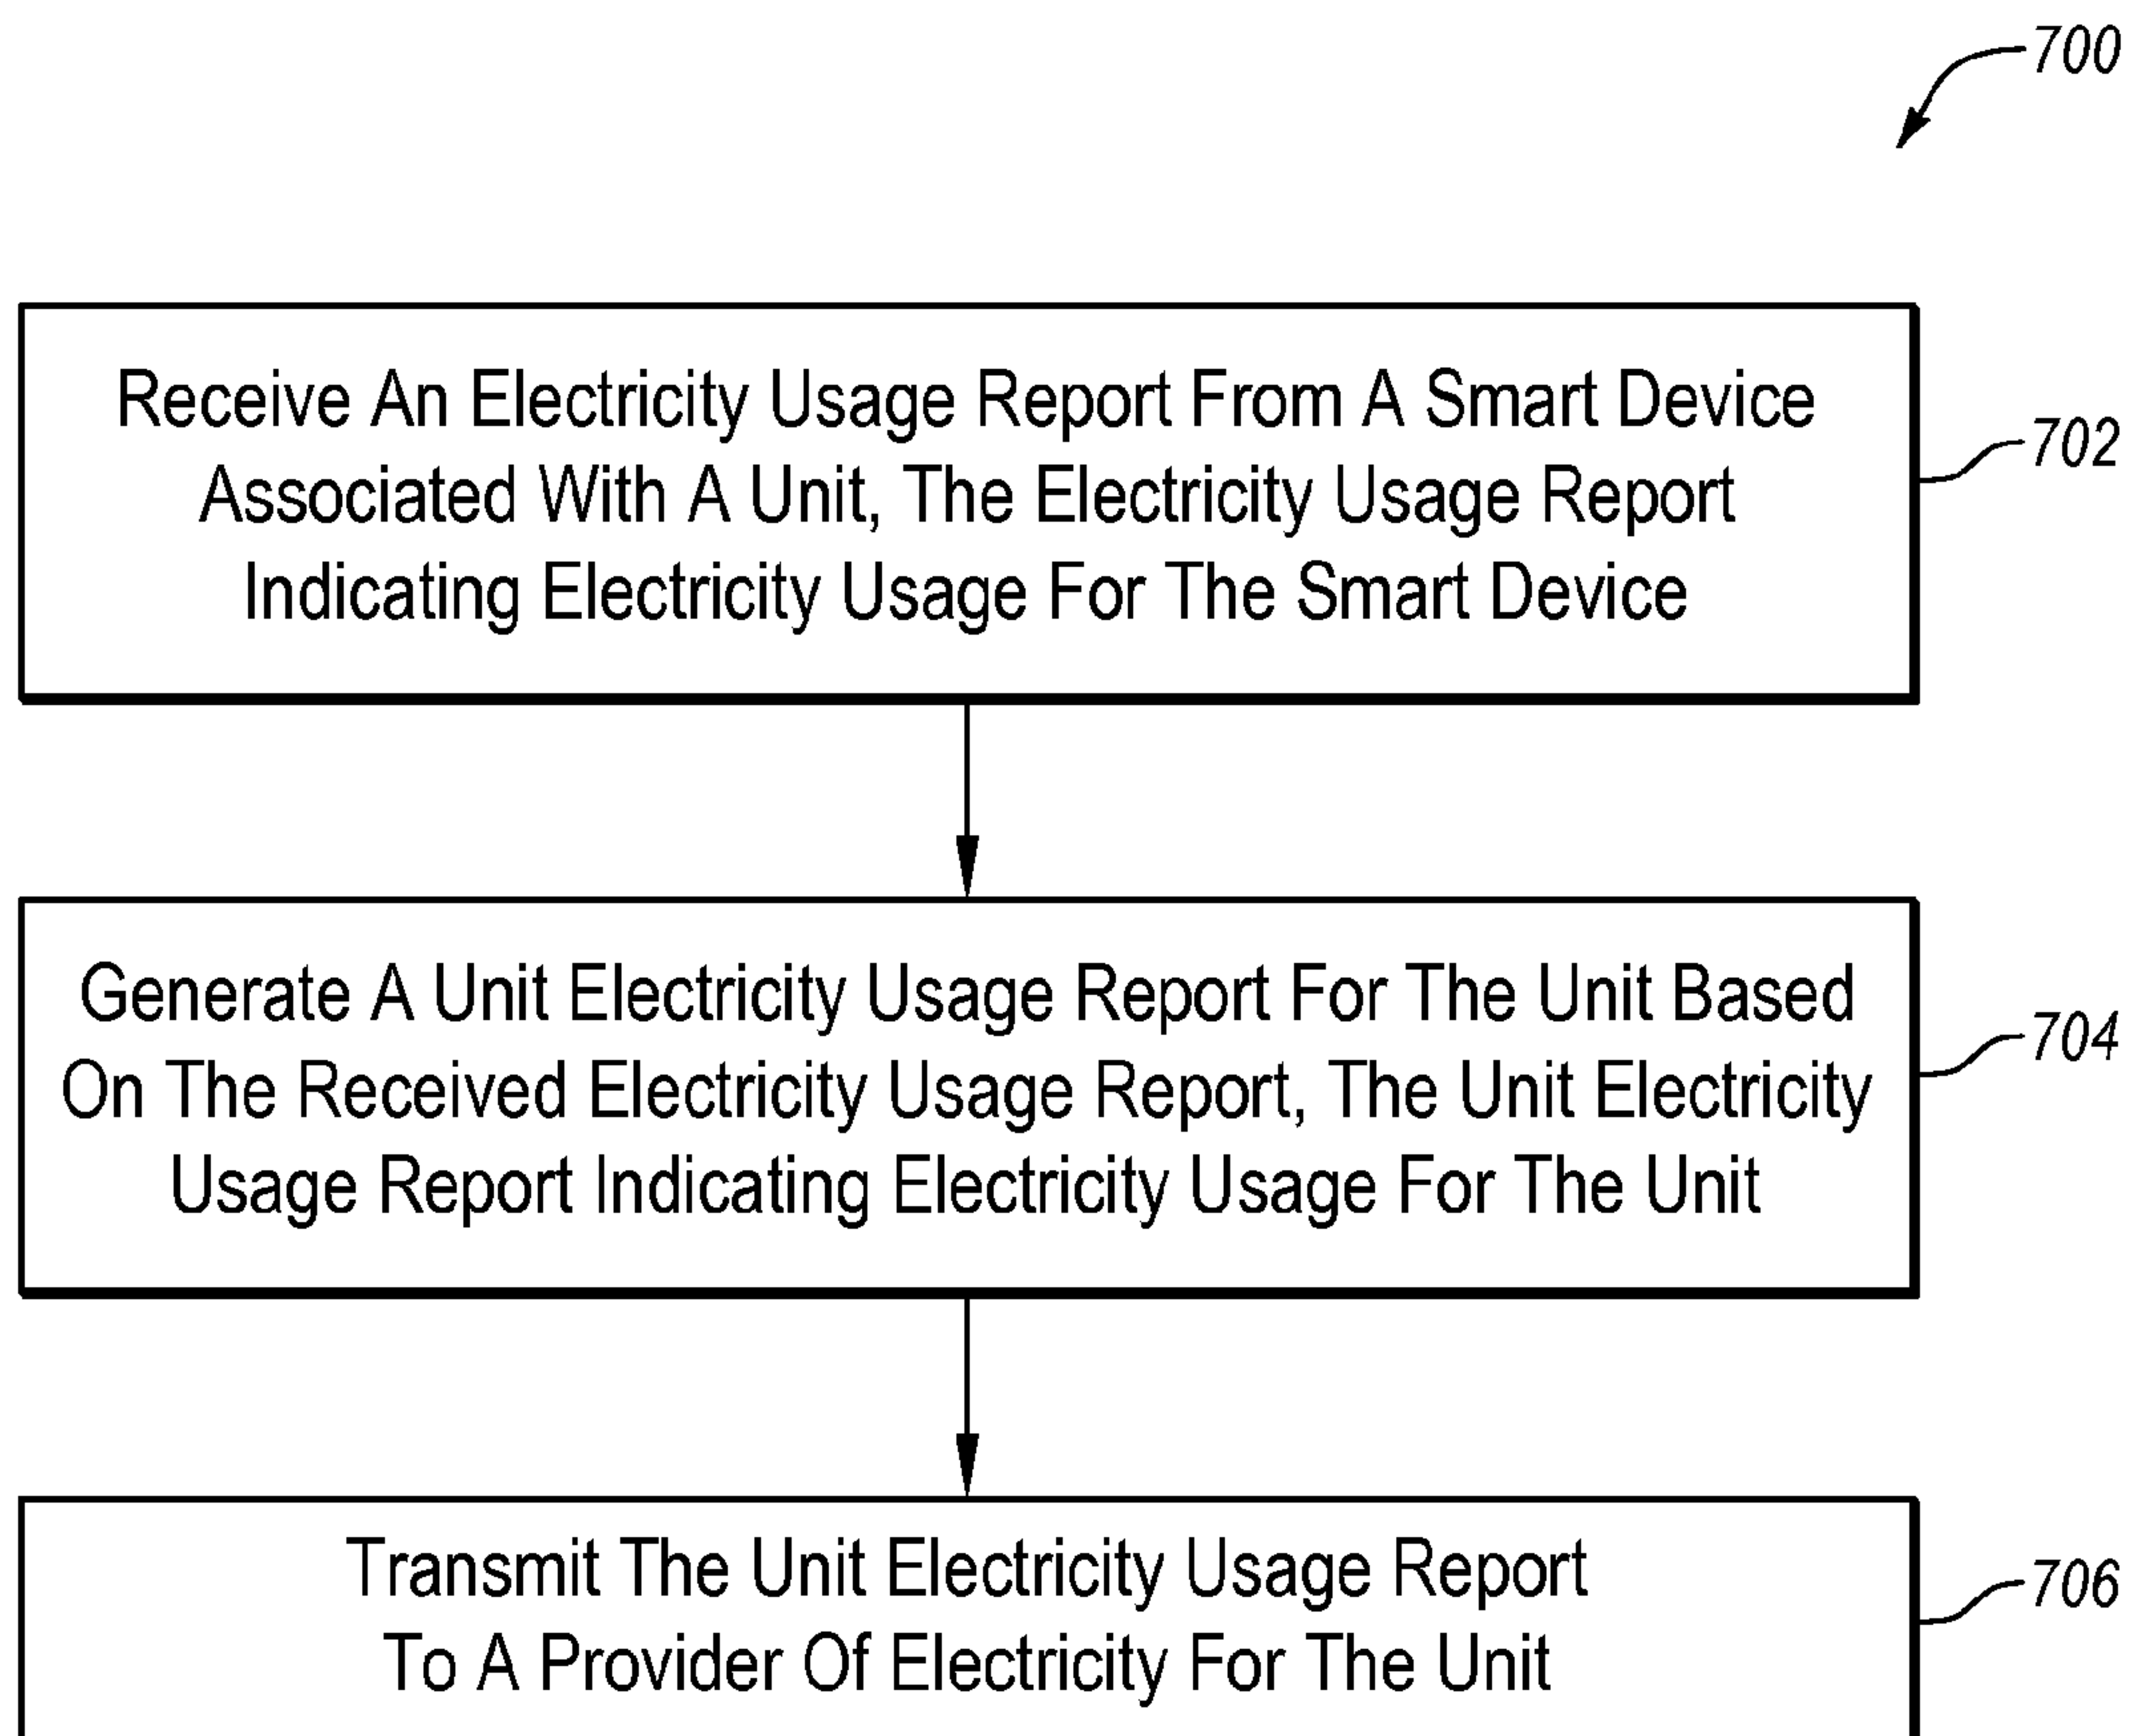 700
Receive An Electricity Usage Report From A Smart Device
Associated With A Unit, The Electricity Usage Report
Indicating Electricity Usage For The Smart Device
702
Generate A Unit Electricity Usage Report For The Unit Based
On The Received Electricity Usage Report, The Unit Electricity
Usage Report Indicating Electricity Usage For The Unit
704
Transmit The Unit Electricity Usage Report
To A Provider Of Electricity For The Unit
706